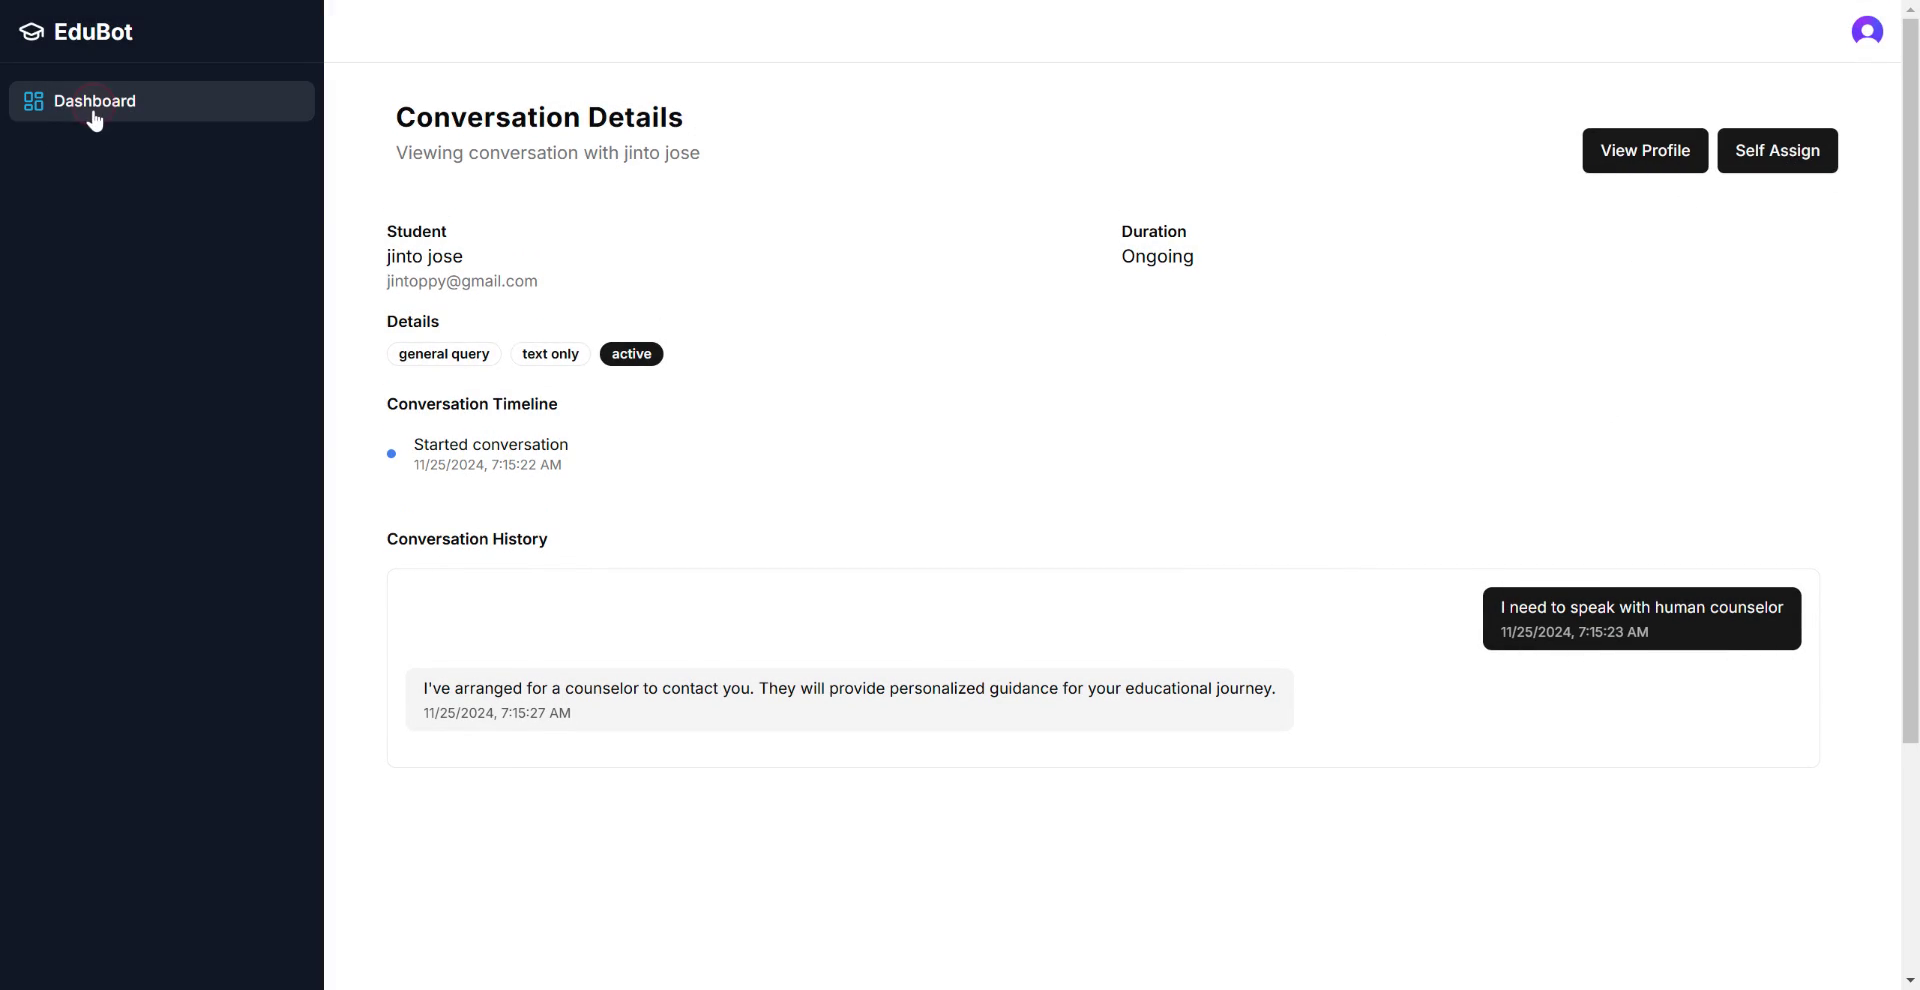 EduBot
Dashboard
Conversation Details
Viewing conversation with jinto jose
View Profile
Self Assign
Student
jinto jose
jintoppy@gmail.com
Duration
Ongoing
Details
general query
text only
active
Conversation Timeline
Started conversation
11/25/2024, 7:15:22 AM
Conversation History
I need to speak with human counselor
11/25/2024, 7:15:23 AM
I've arranged for a counselor to contact you. They will provide personalized guidance for your educational journey.
11/25/2024, 7:15:27 AM